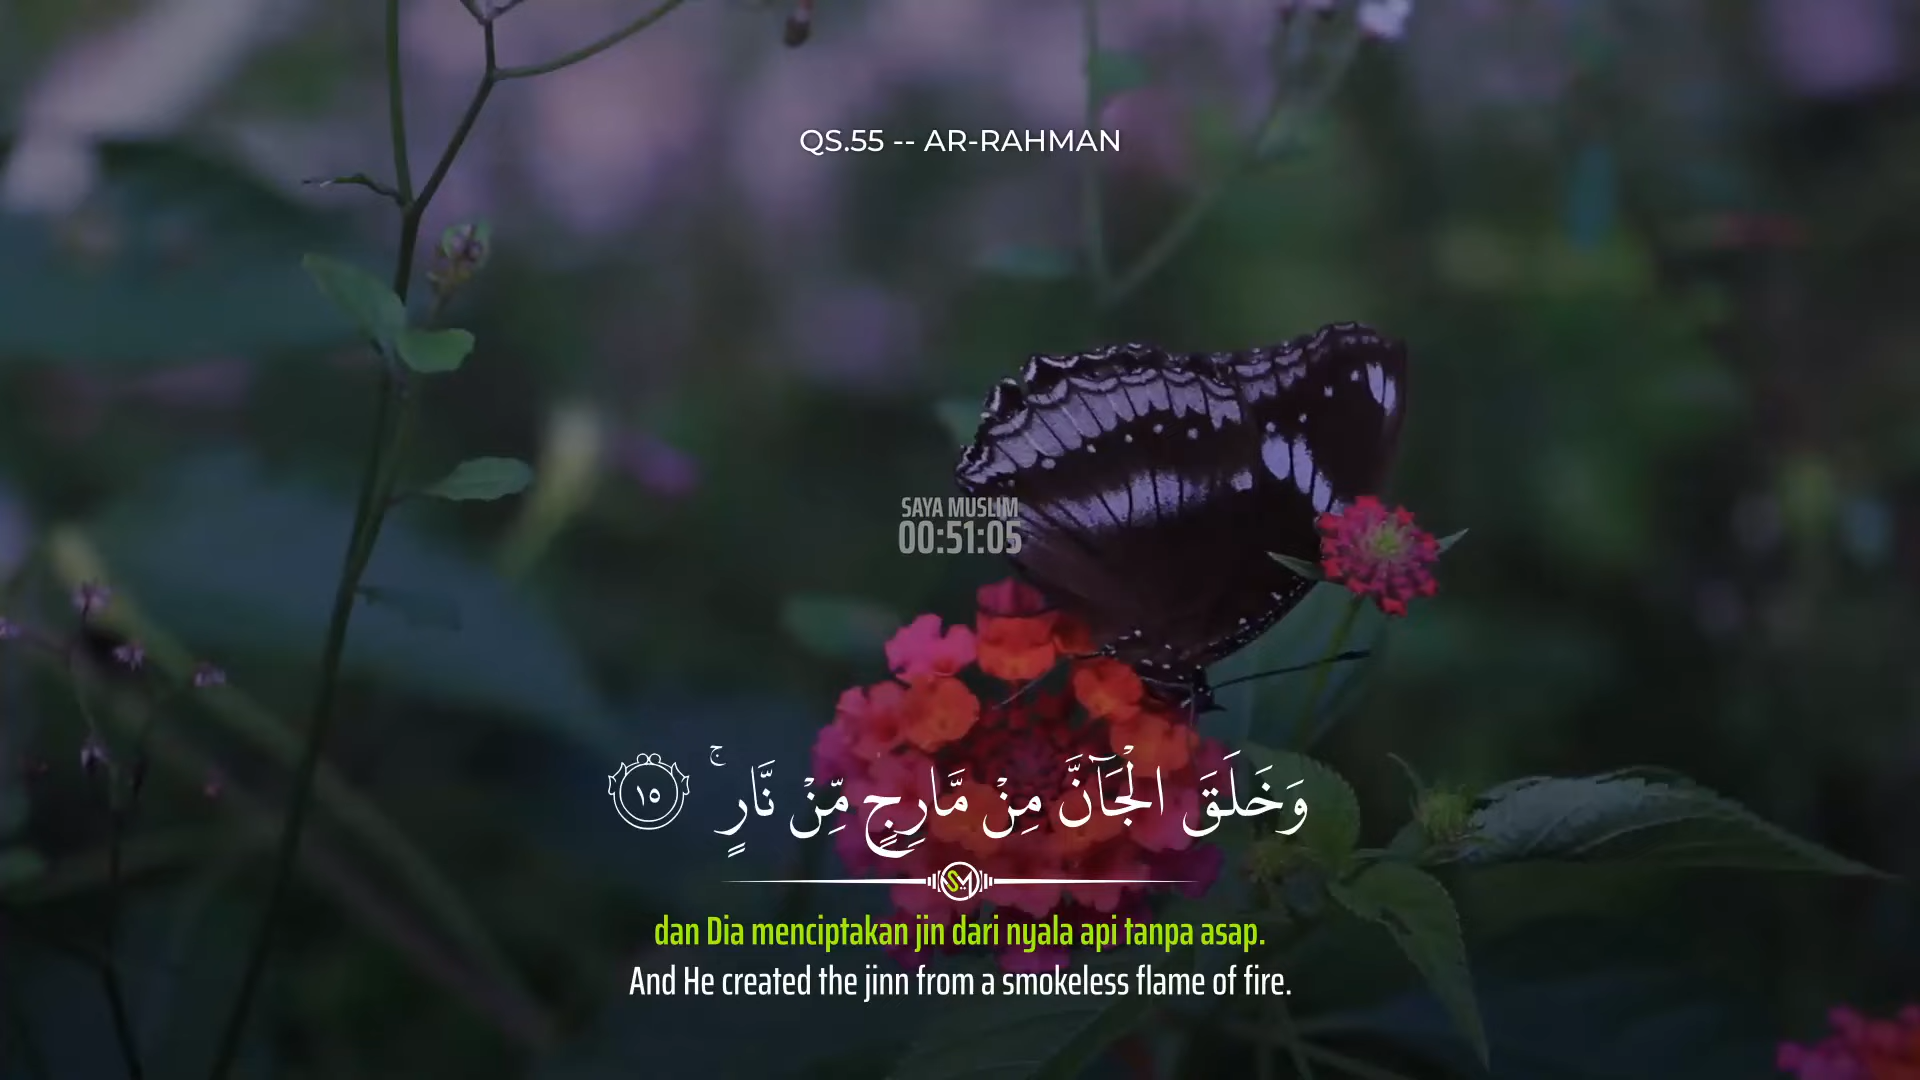 QS.55 -- AR-RAHMAN
SAYA MUSLIM
00:51:05
وَخَلَقَ الْجَآنَّ مِنْ مَّارِجٍ مِّنْ نَّارٍ ۚ ١٥
SM
dan Dia menciptakan jin dari nyala api tanpa asap.
And He created the jinn from a smokeless flame of fire.